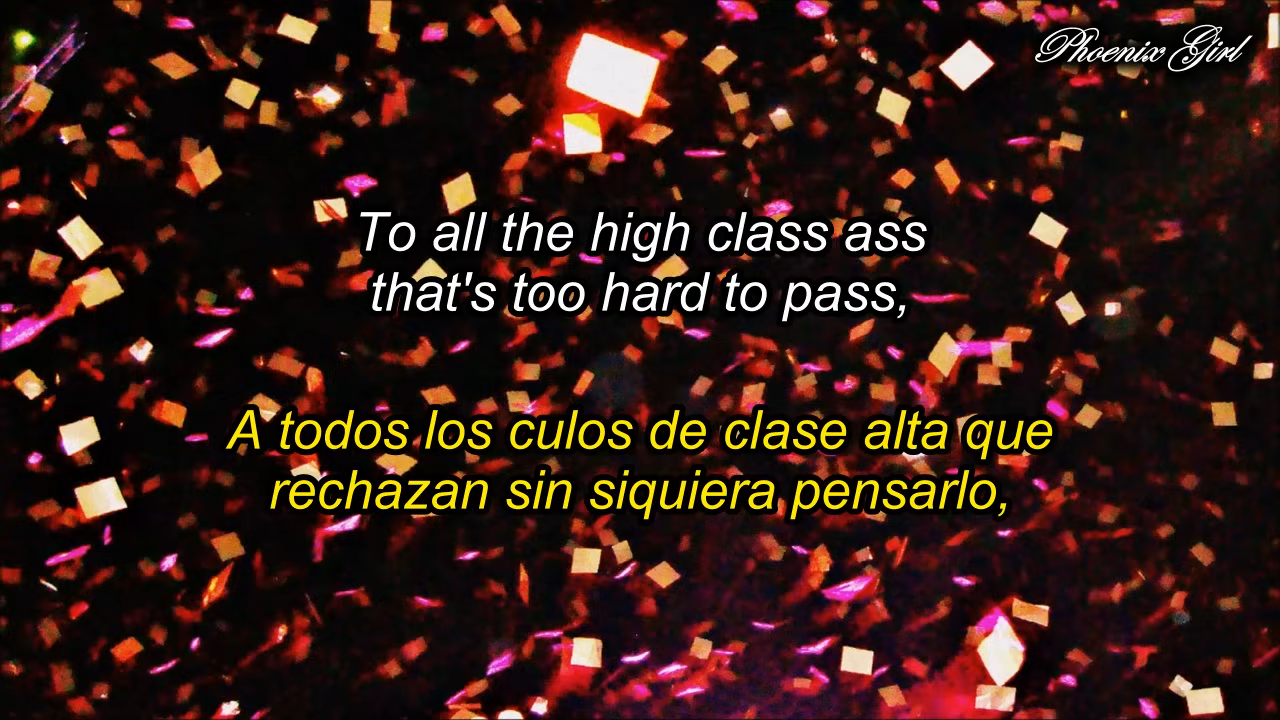 Phoenix Girl
To all the high class ass
that's too hard to pass,
A todos los culos de clase alta que
rechazan sin siquiera pensarlo,